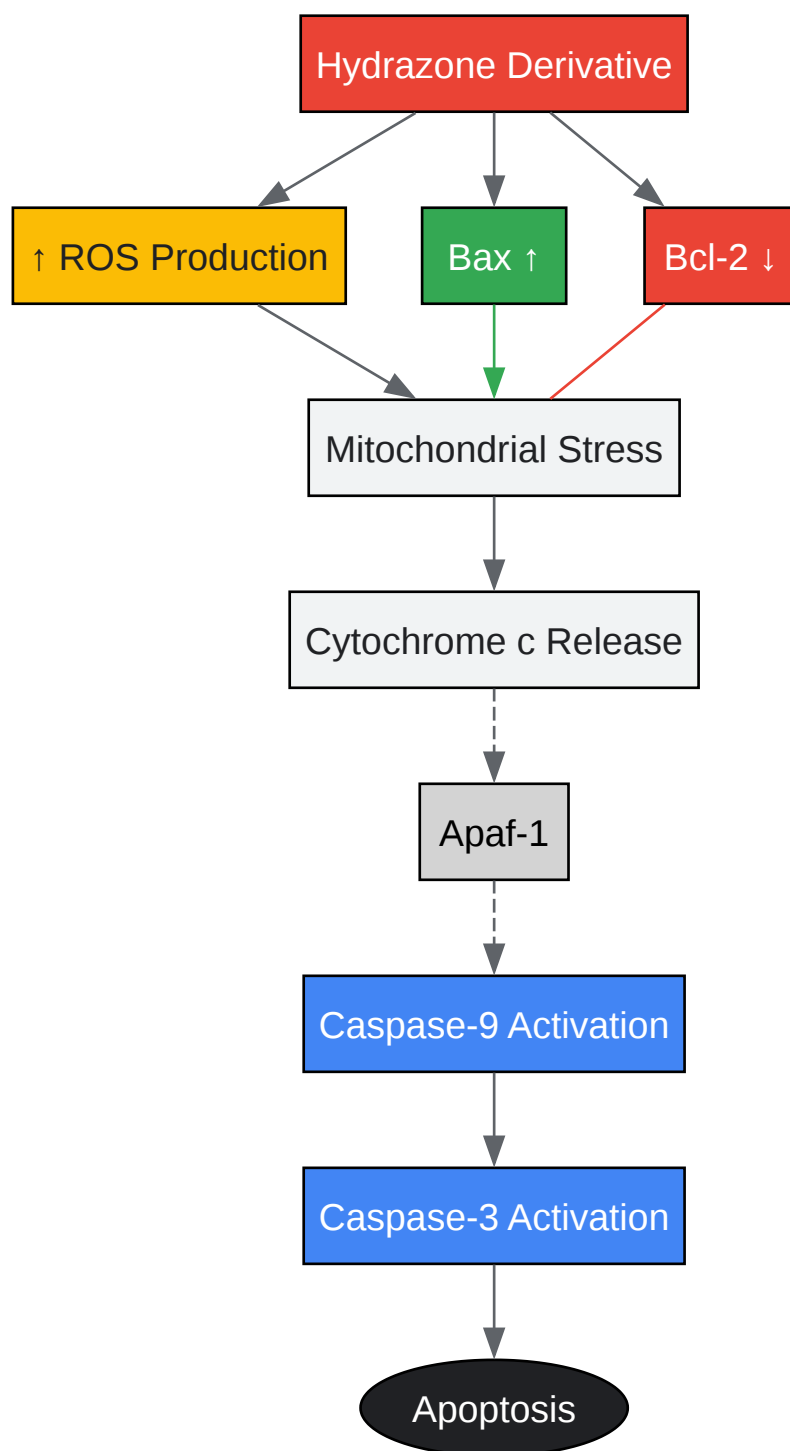 Hydrazone Derivative
↑ ROS Production
Bax ↑
Bcl-2 ↓
Mitochondrial Stress
Cytochrome c Release
Apaf-1
Caspase-9 Activation
Caspase-3 Activation
Apoptosis